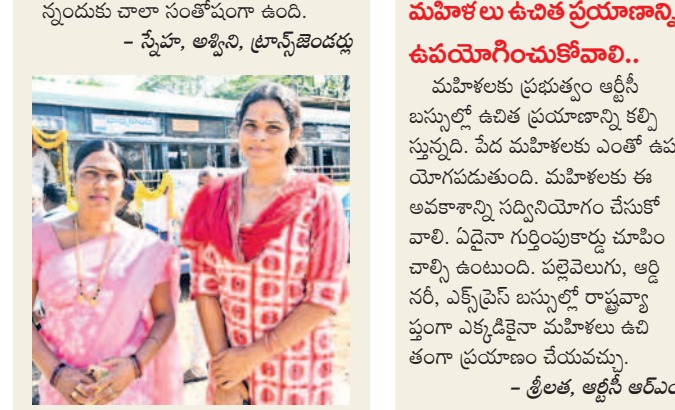 న్నందుకు చాలా సంతోషంగా ఉంది.
– స్నేహ, అశ్విని, ట్రాన్స్‌జెండర్లు
మహిళలు ఉచిత ప్రయాణాన్ని
ఉపయోగించుకోవాలి..
మహిళలకు ప్రభుత్వం ఆర్టీసీ
బస్సుల్లో ఉచిత ప్రయాణాన్ని కల్పి
స్తున్నది. పేద మహిళలకు ఎంతో ఉప
యోగపడుతుంది. మహిళలకు ఈ
అవకాశాన్ని సద్వినియోగం చేసుకో
వాలి. ఏదైనా గుర్తింపుకార్డు చూపిం
చాల్సి ఉంటుంది. పల్లెవెలుగు, ఆర్డి
నరీ, ఎక్స్‌ప్రెస్ బస్సుల్లో రాష్ట్రవ్యా
ప్తంగా ఎక్కడికైనా మహిళలు ఉచి
తంగా ప్రయాణం చేయవచ్చు.
– శ్రీలత, ఆర్టీసీ ఆర్ఎం